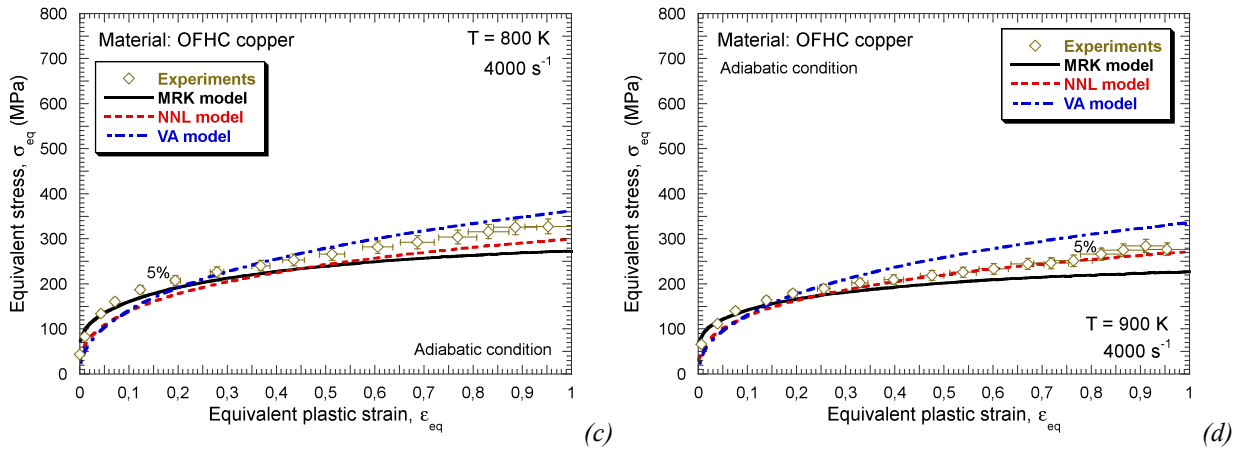 Material: OFHC copper
T = 800 K
4000 s⁻¹
Experiments
MRK model
NNL model
VA model
5%
Adiabatic condition
Equivalent stress, σeq (MPa)
800
700
600
500
400
300
200
100
0
0
0,1
0,2
0,3
0,4
0,5
0,6
0,7
0,8
0,9
1
Equivalent plastic strain, εeq
(c)
Material: OFHC copper
Adiabatic condition
Experiments
MRK model
NNL model
VA model
5%
T = 900 K
4000 s⁻¹
Equivalent stress, σeq (MPa)
800
700
600
500
400
300
200
100
0
0
0,1
0,2
0,3
0,4
0,5
0,6
0,7
0,8
0,9
1
Equivalent plastic strain, εeq
(d)